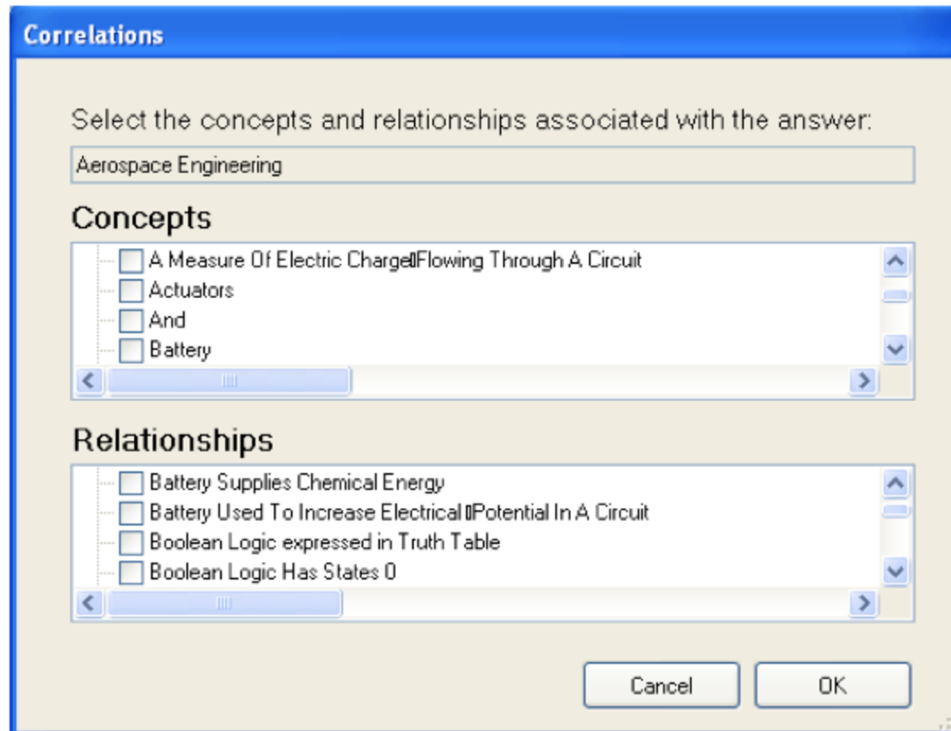 Correlations
Select the concepts and relationships associated with the answer:
Aerospace Engineering
Concepts
A Measure Of Electric Charge▯Flowing Through A Circuit
Actuators
And
Battery
Relationships
Battery Supplies Chemical Energy
Battery Used To Increase Electrical ▯Potential In A Circuit
Boolean Logic expressed in Truth Table
Boolean Logic Has States 0
Cancel
OK